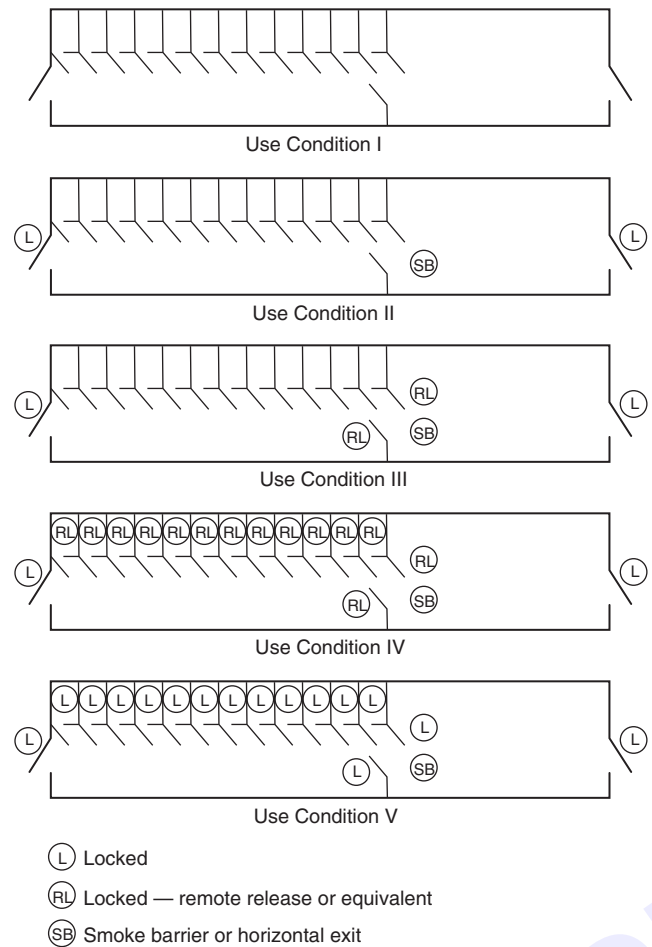 Use Condition I
L
L
SB
Use Condition II
L
RL
RL
SB
L
Use Condition III
RL RL RL RL RL RL RL RL RL RL RL RL
L
RL
RL
SB
L
Use Condition IV
L L L L L L L L L L L L
L
L
L
SB
L
Use Condition V
L Locked
RL Locked — remote release or equivalent
SB Smoke barrier or horizontal exit